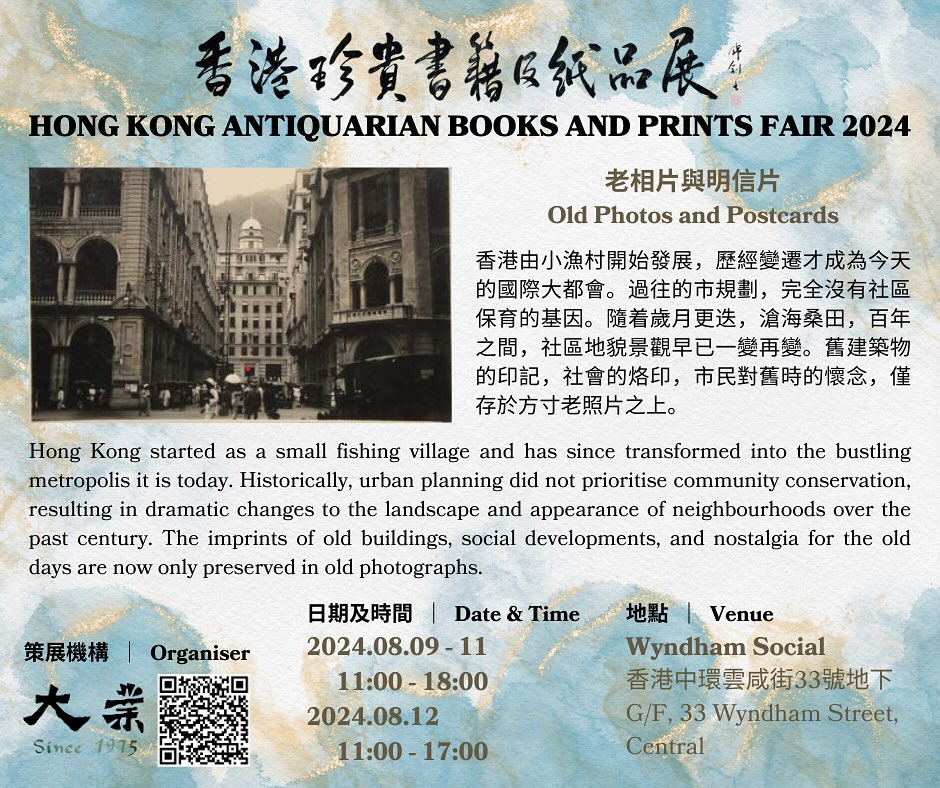 香港珍貴書籍及紙品展
HONG KONG ANTIQUARIAN BOOKS AND PRINTS FAIR 2024
老相片與明信片
Old Photos and Postcards
香港由小漁村開始發展，歷經變遷才成為今天
的國際大都會。過往的市規劃，完全沒有社區
保育的基因。隨着歲月更迭，滄海桑田，百年
之間，社區地貌景觀早已一變再變。舊建築物
的印記，社會的烙印，市民對舊時的懷念，僅
存於方寸老照片之上。
Hong Kong started as a small fishing village and has since transformed into the bustling
metropolis it is today. Historically, urban planning did not prioritise community conservation,
resulting in dramatic changes to the landscape and appearance of neighbourhoods over the
past century. The imprints of old buildings, social developments, and nostalgia for the old
days are now only preserved in old photographs.
策展機構 | Organiser
大業
Since 1975
日期及時間 | Date & Time
2024.08.09 - 11
11:00 - 18:00
2024.08.12
11:00 - 17:00
地點 | Venue
Wyndham Social
香港中環雲咸街33號地下
G/F, 33 Wyndham Street,
Central